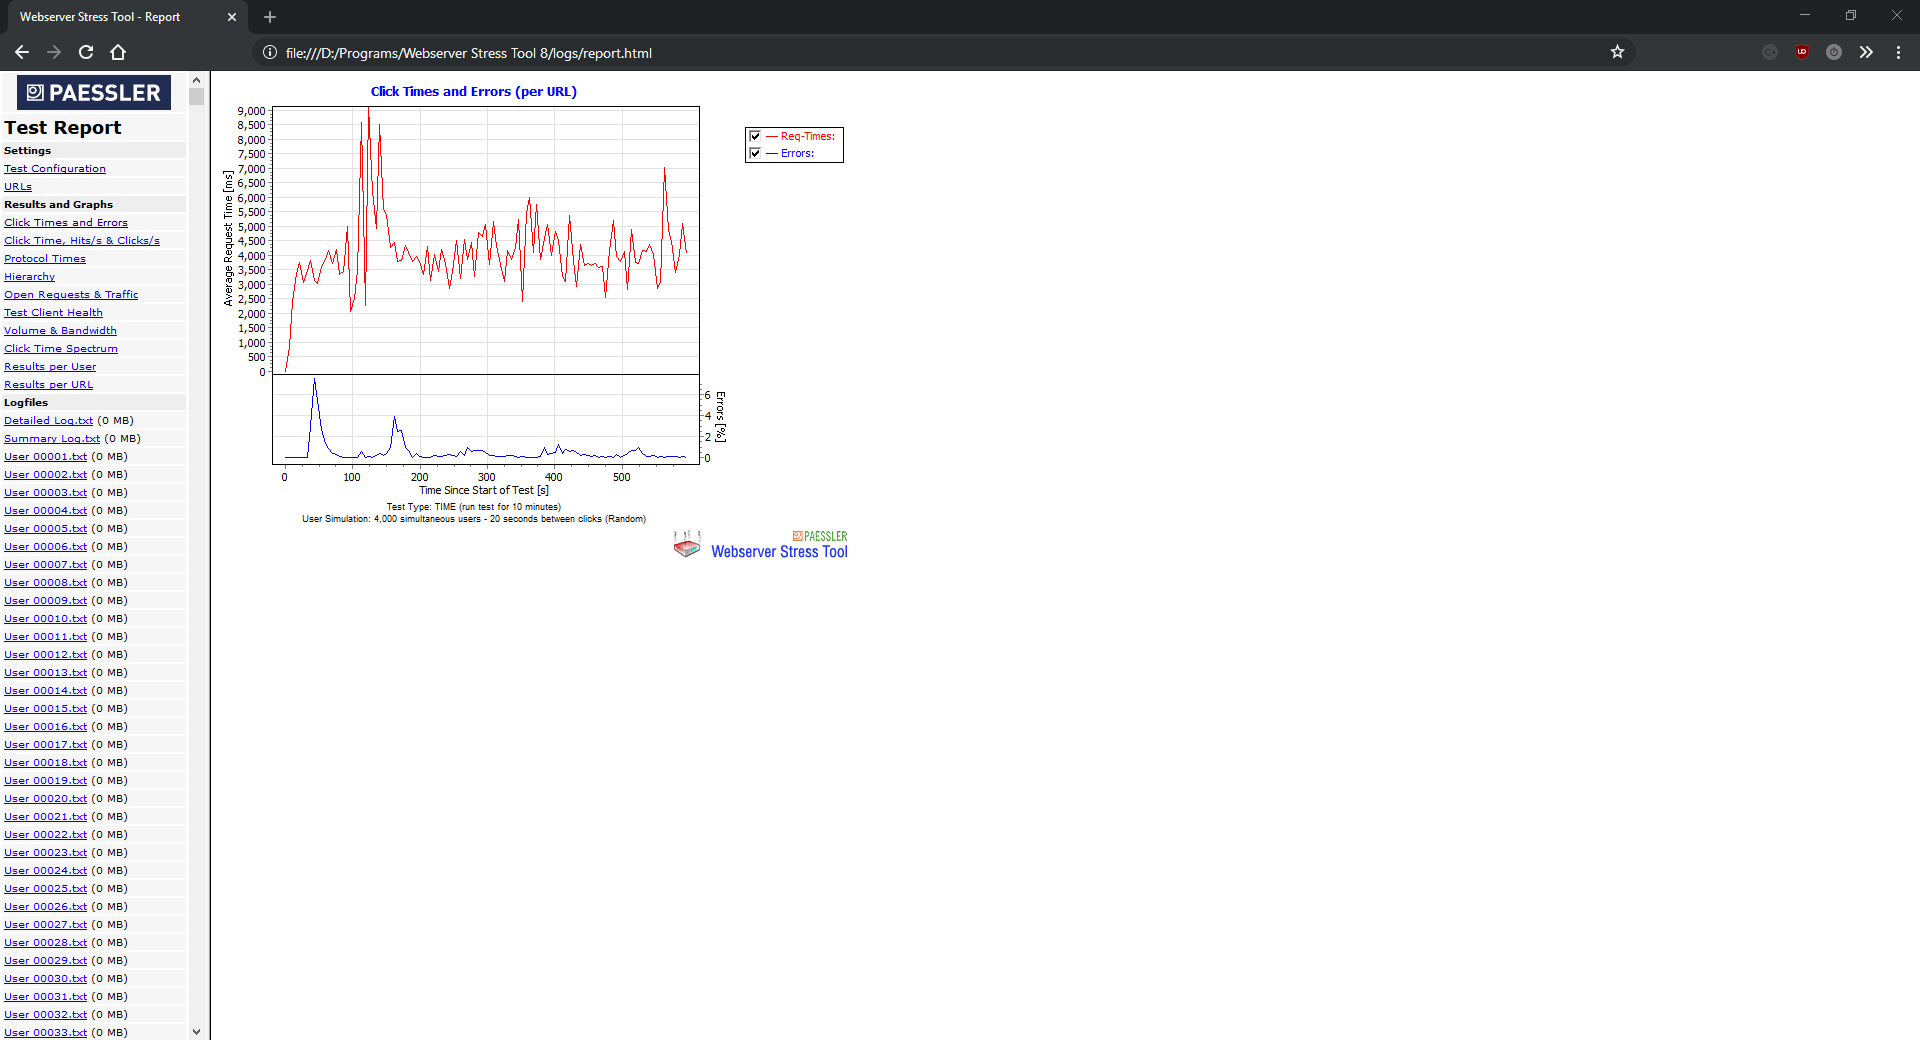 Webserver Stress Tool - Report
file:///D:/Programs/Webserver Stress Tool 8/logs/report.html
PAESSLER
Test Report
Settings
Test Configuration
URLs
Results and Graphs
Click Times and Errors
Click Time, Hits/s & Clicks/s
Protocol Times
Hierarchy
Open Requests & Traffic
Test Client Health
Volume & Bandwidth
Click Time Spectrum
Results per User
Results per URL
Logfiles
Detailed Log.txt (0 MB)
Summary Log.txt (0 MB)
User 00001.txt (0 MB)
User 00002.txt (0 MB)
User 00003.txt (0 MB)
User 00004.txt (0 MB)
User 00005.txt (0 MB)
User 00006.txt (0 MB)
User 00007.txt (0 MB)
User 00008.txt (0 MB)
User 00009.txt (0 MB)
User 00010.txt (0 MB)
User 00011.txt (0 MB)
User 00012.txt (0 MB)
User 00013.txt (0 MB)
User 00014.txt (0 MB)
User 00015.txt (0 MB)
User 00016.txt (0 MB)
User 00017.txt (0 MB)
User 00018.txt (0 MB)
User 00019.txt (0 MB)
User 00020.txt (0 MB)
User 00021.txt (0 MB)
User 00022.txt (0 MB)
User 00023.txt (0 MB)
User 00024.txt (0 MB)
User 00025.txt (0 MB)
User 00026.txt (0 MB)
User 00027.txt (0 MB)
User 00028.txt (0 MB)
User 00029.txt (0 MB)
User 00030.txt (0 MB)
User 00031.txt (0 MB)
User 00032.txt (0 MB)
User 00033.txt (0 MB)
Click Times and Errors (per URL)
Average Request Time [ms]
9,000
8,500
8,000
7,500
7,000
6,500
6,000
5,500
5,000
4,500
4,000
3,500
3,000
2,500
2,000
1,500
1,000
500
0
6
4
2
0
Errors [%]
0 100 200 300 400 500
Time Since Start of Test [s]
Test Type: TIME (run test for 10 minutes)
User Simulation: 4,000 simultaneous users - 20 seconds between clicks (Random)
Req-Times:
Errors:
PAESSLER
Webserver Stress Tool